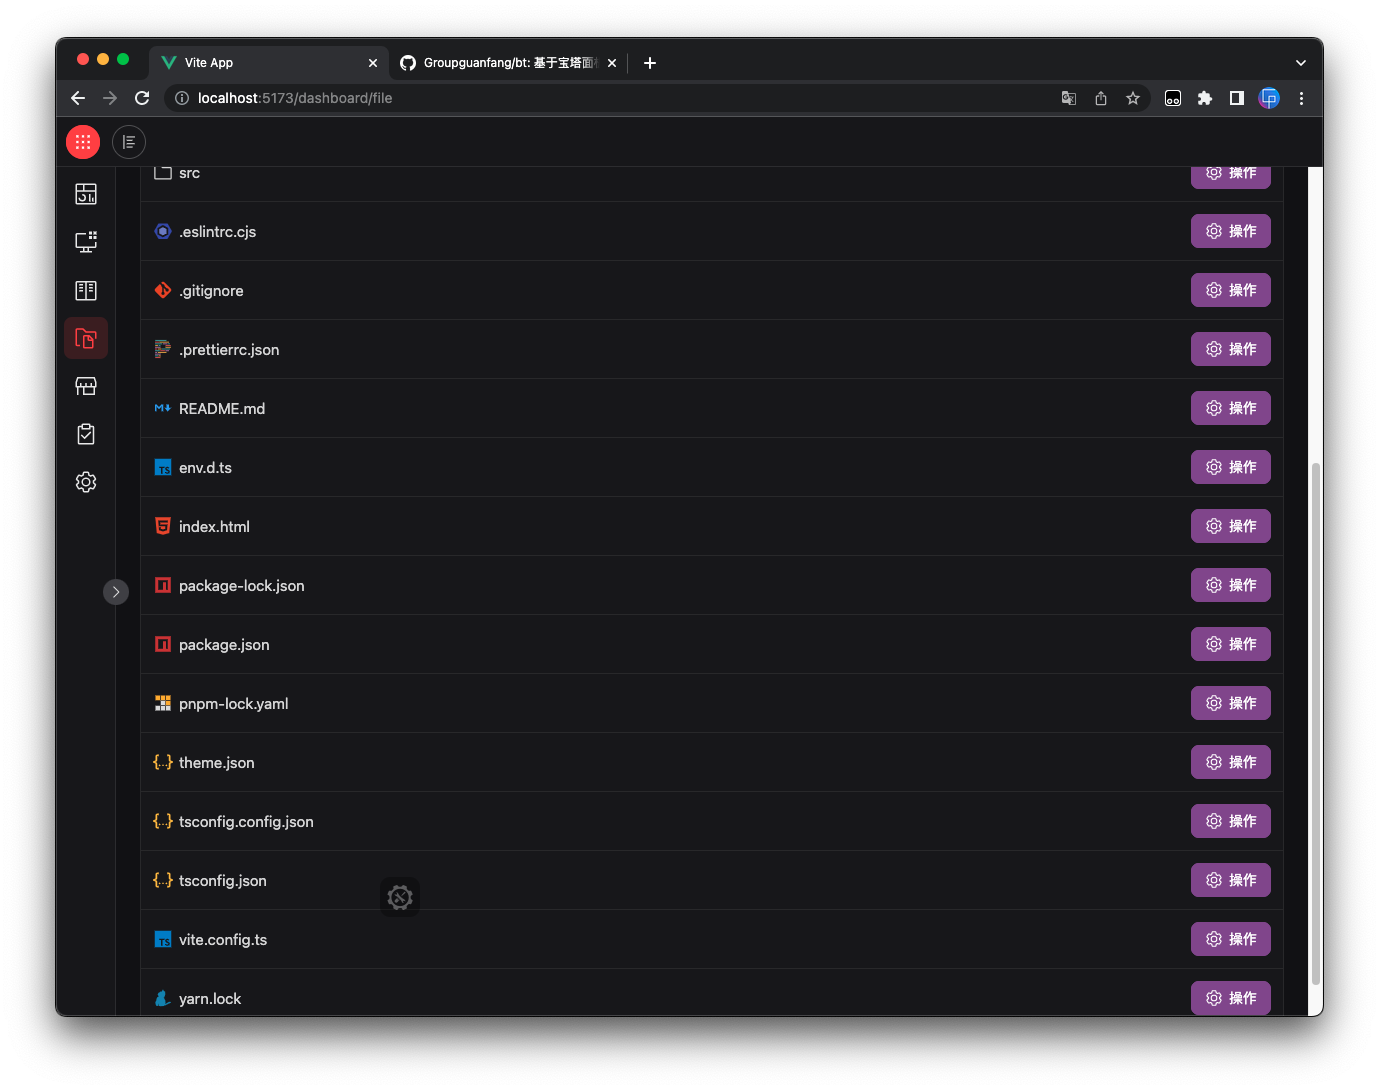 Vite App
Groupguanfang/bt: 基于宝塔面板
localhost:5173/dashboard/file
src 操作
.eslintrc.cjs 操作
.gitignore 操作
.prettierrc.json 操作
README.md 操作
env.d.ts 操作
index.html 操作
package-lock.json 操作
package.json 操作
pnpm-lock.yaml 操作
theme.json 操作
tsconfig.config.json 操作
tsconfig.json 操作
vite.config.ts 操作
yarn.lock 操作